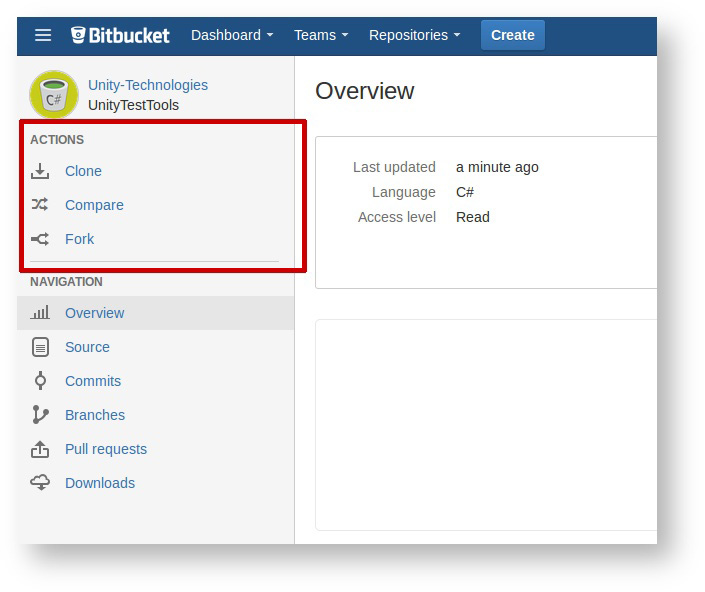 Bitbucket Dashboard Teams Repositories Create
Unity-Technologies
UnityTestTools
C#
ACTIONS
Clone
Compare
Fork
NAVIGATION
Overview
Source
Commits
Branches
Pull requests
Downloads
Overview
Last updated a minute ago
Language C#
Access level Read